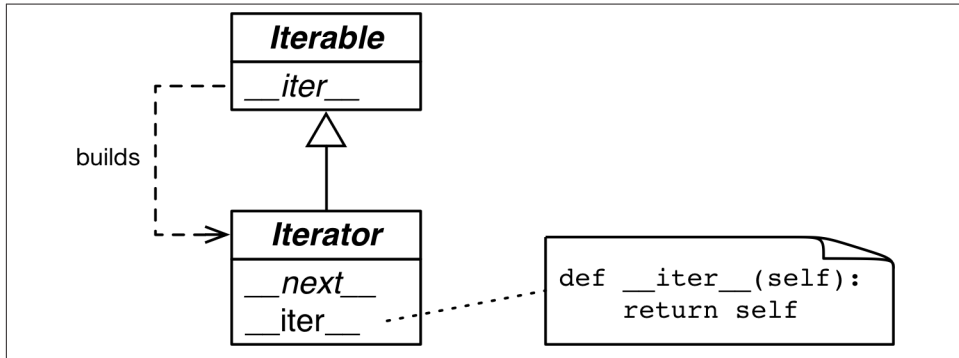 Iterable
__iter__
builds
Iterator
__next__
__iter__
def __iter__(self):
    return self